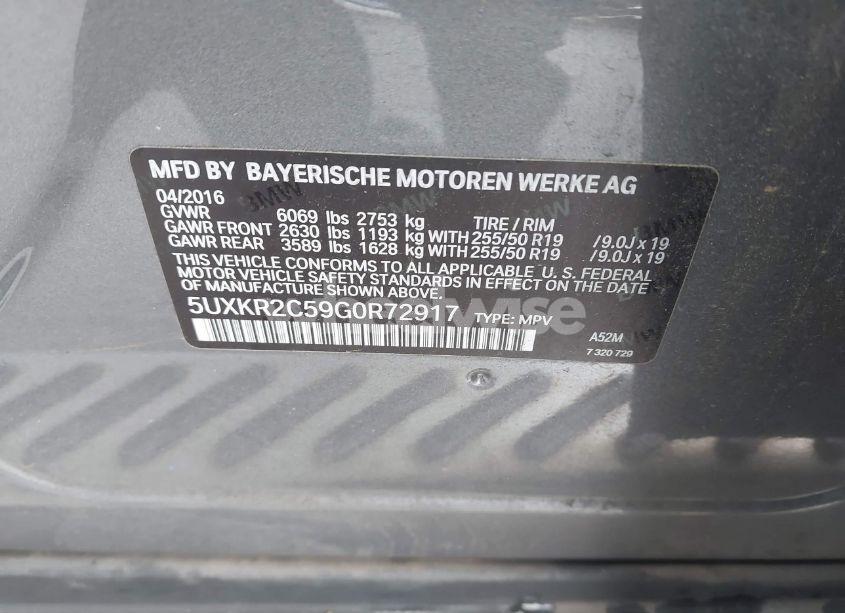 MFD BY BAYERISCHE MOTOREN WERKE AG
04/2016
GVWR 6069 lbs 2753 kg TIRE / RIM
GAWR FRONT 2630 lbs 1193 kg WITH 255/50 R19 /9.0J x 19
GAWR REAR 3589 lbs 1628 kg WITH 255/50 R19 /9.0J x 19
THIS VEHICLE CONFORMS TO ALL APPLICABLE U. S. FEDERAL
MOTOR VEHICLE SAFETY STANDARDS IN EFFECT ON THE DATE
OF MANUFACTURE SHOWN ABOVE.
5UXKR2C59G0R72917 TYPE: MPV
A52M
7 320 729